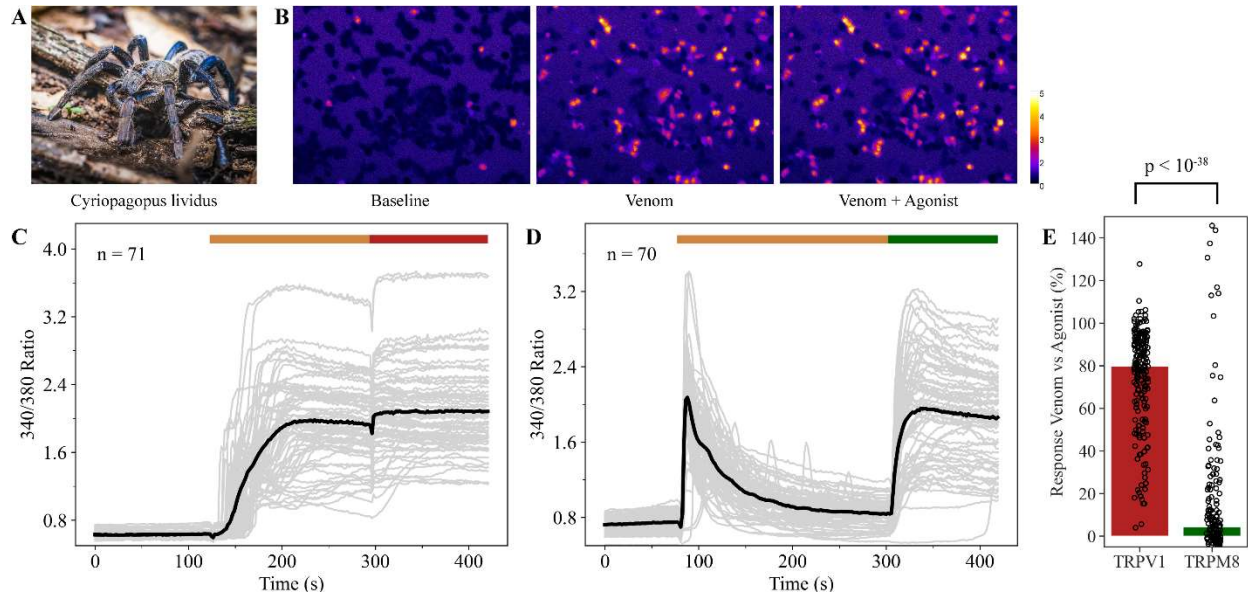 A
B
5
4
3
2
1
0
Cyriopagopus lividus
Baseline
Venom
Venom + Agonist
p < 10-38
C
n = 71
4.0
3.2
2.4
1.6
0.8
340/380 Ratio
0
100
200
300
400
Time (s)
D
n = 70
3.2
2.4
1.6
0.8
340/380 Ratio
0
100
200
300
400
Time (s)
E
140
120
100
80
60
40
20
0
Response Venom vs Agonist (%)
TRPV1
TRPM8